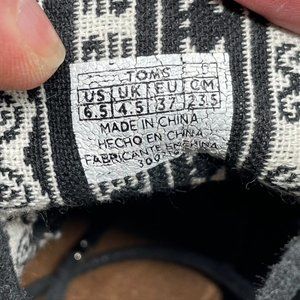 TOMS
US UK EU CM
6.5 4.5 37 23.5
MADE IN CHINA
HECHO EN CHINA
FABRICANTE EN CHINA